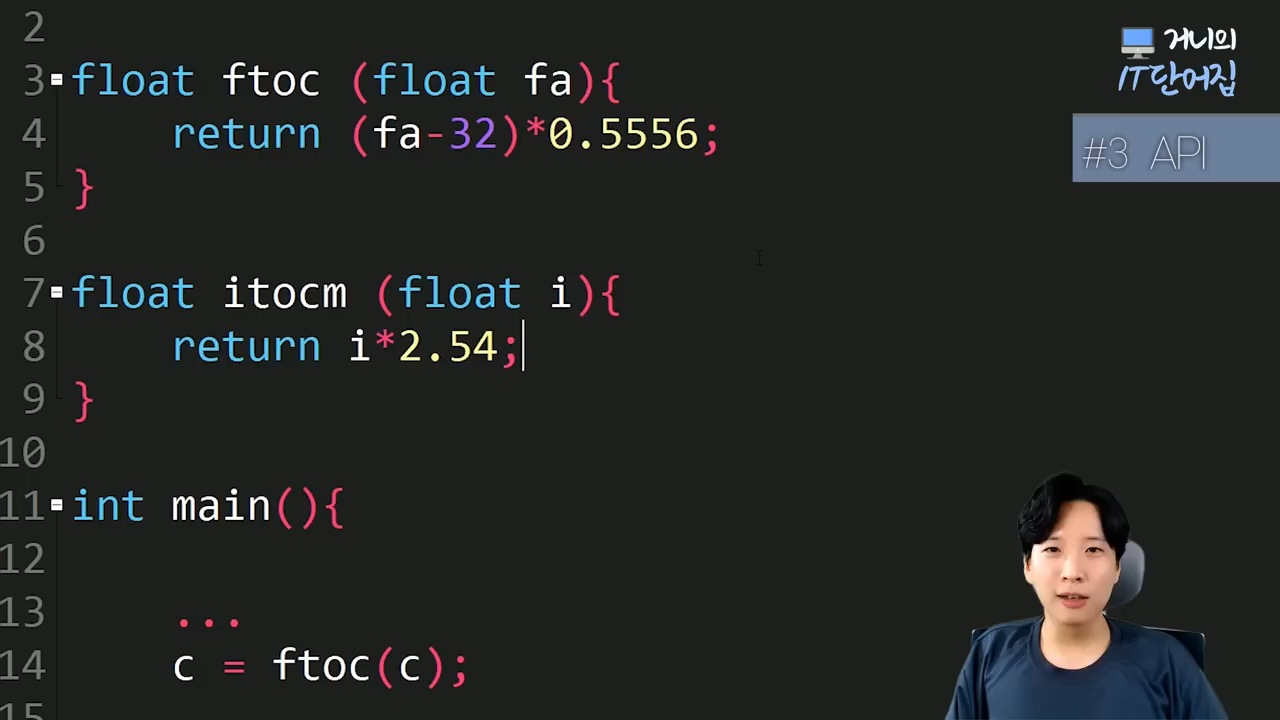 2
3 float ftoc (float fa){
4 return (fa-32)*0.5556;
5 }
6
7 float itocm (float i){
8 return i*2.54;
9 }
10
11 int main(){
12
13 ...
14 c = ftoc(c);
15
거니의
IT단어집
#3 API